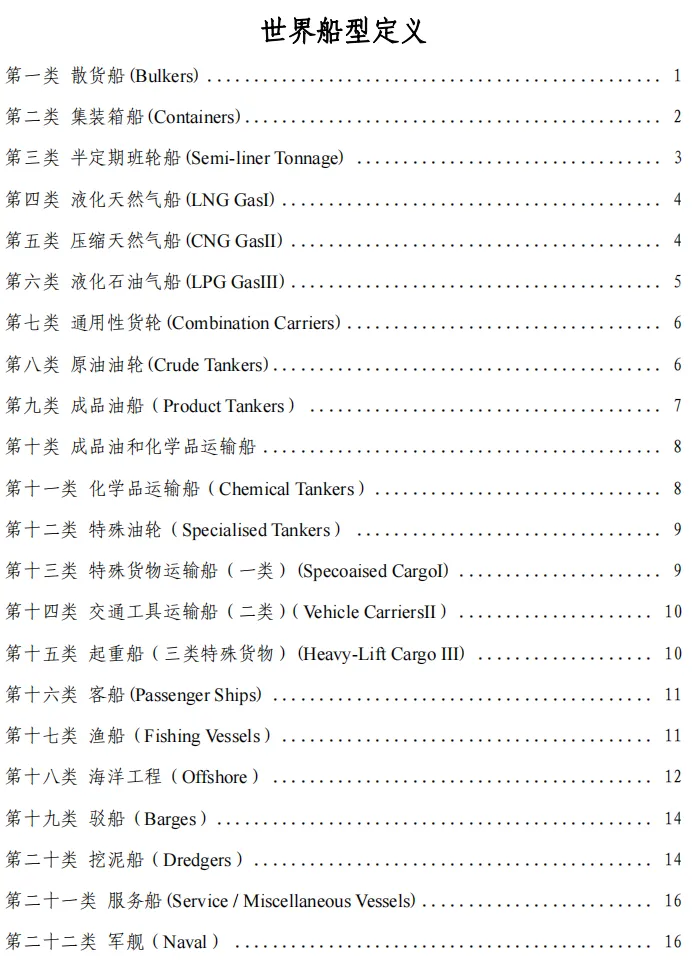 世界船型定义
第一类 散货船(Bulkers) ................................................ 1
第二类 集装箱船(Containers)............................................ 2
第三类 半定期班轮船(Semi-liner Tonnage) ................................ 3
第四类 液化天然气船(LNG GasI) ........................................ 4
第五类 压缩天然气船(CNG GasII) ....................................... 4
第六类 液化石油气船(LPG GasIII) ....................................... 5
第七类 通用性货轮(Combination Carriers) ................................. 6
第八类 原油油轮(Crude Tankers)......................................... 6
第九类 成品油船（Product Tankers） ..................................... 7
第十类 成品油和化学品运输船 .......................................... 8
第十一类 化学品运输船（Chemical Tankers）.............................. 8
第十二类 特殊油轮（Specialised Tankers） ................................ 9
第十三类 特殊货物运输船（一类）(Specoaised CargoI) ..................... 9
第十四类 交通工具运输船（二类）（Vehicle CarriersII） ..................... 10
第十五类 起重船（三类特殊货物）(Heavy-Lift Cargo III) ................... 10
第十六类 客船(Passenger Ships) ......................................... 11
第十七类 渔船（Fishing Vessels）........................................ 11
第十八类 海洋工程（Offshore） ......................................... 12
第十九类 驳船（Barges）............................................... 14
第二十类 挖泥船（Dredgers）........................................... 14
第二十一类 服务船(Service / Miscellaneous Vessels)......................... 16
第二十二类 军舰（Naval） ............................................. 16